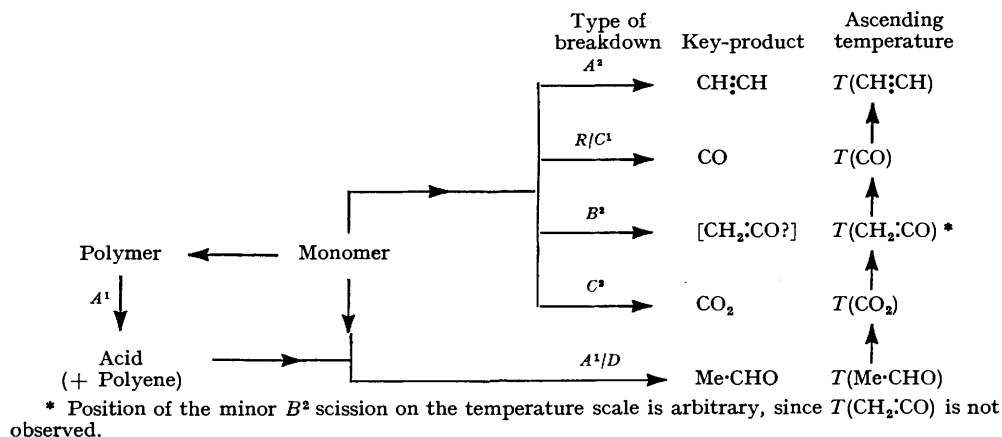 Type of breakdown Key-product Ascending temperature
A² CH⋮CH T(CH⋮CH)
R/C¹ CO T(CO)
B² [CH₂:CO?] T(CH₂:CO) *
Polymer Monomer
A¹ C² CO₂ T(CO₂)
Acid
(+ Polyene) A¹/D Me·CHO T(Me·CHO)
* Position of the minor B² scission on the temperature scale is arbitrary, since T(CH₂:CO) is not
observed.